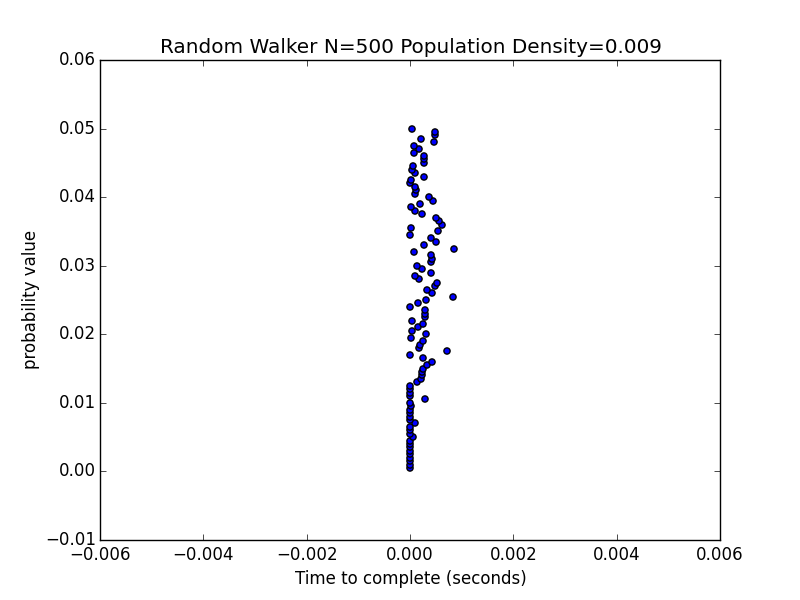 Random Walker N=500 Population Density=0.009
0.06
0.05
0.04
0.03
0.02
0.01
0.00
−0.01
probability value
−0.006 −0.004 −0.002 0.000 0.002 0.004 0.006
Time to complete (seconds)